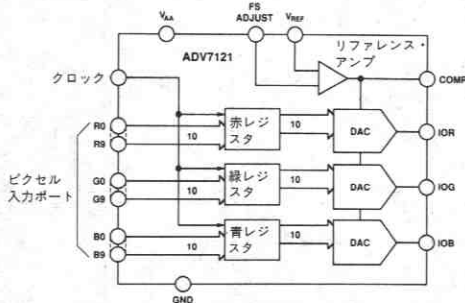 VAA
FS
ADJUST
VREF
ADV7121
リファレンス・
アンプ
クロック
COMP
R0
R9
10
赤レジ
スタ
10
DAC
IOR
ピクセル
入力ポート
G0
G9
10
緑レジ
スタ
10
DAC
IOG
B0
B9
10
青レジ
スタ
10
DAC
IOB
GND